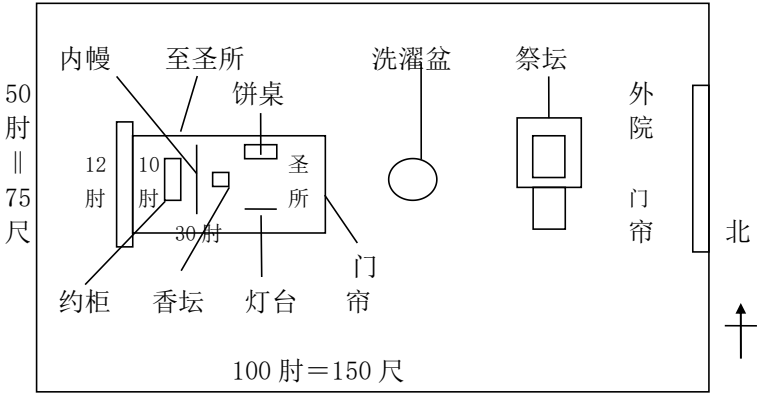 内幔
至圣所
洗濯盆
祭坛
饼桌
外
院
门
帘
50
肘
＝
75
尺
12
肘
10
肘
圣
所
30肘
北
门
帘
约柜
香坛
灯台
100肘＝150尺